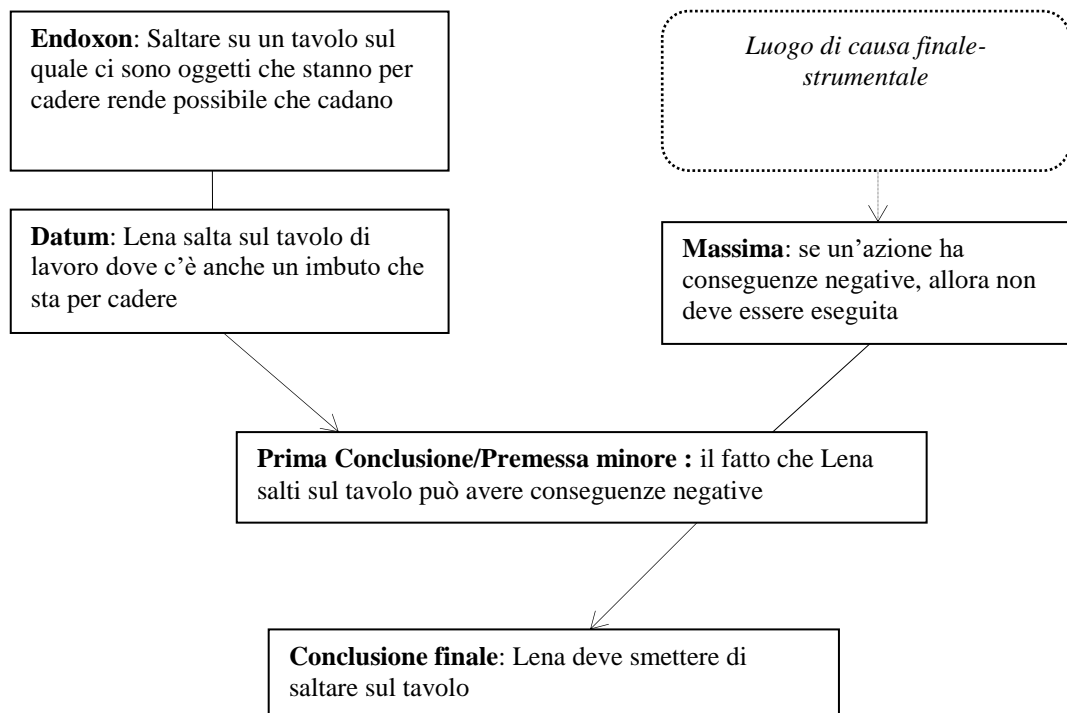 Endoxon: Saltare su un tavolo sul
quale ci sono oggetti che stanno per
cadere rende possibile che cadano
Luogo di causa finale-
strumentale
Datum: Lena salta sul tavolo di
lavoro dove c’è anche un imbuto che
sta per cadere
Massima: se un’azione ha
conseguenze negative, allora non
deve essere eseguita
Prima Conclusione/Premessa minore : il fatto che Lena
salti sul tavolo può avere conseguenze negative
Conclusione finale: Lena deve smettere di
saltare sul tavolo